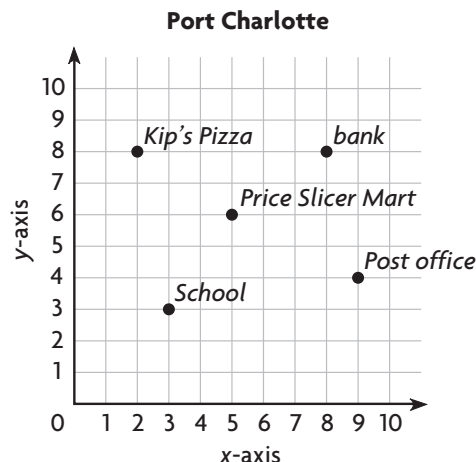 Port Charlotte
10
9
8
7
6
5
4
3
2
1
y-axis
Kip's Pizza
bank
Price Slicer Mart
Post office
School
0 1 2 3 4 5 6 7 8 9 10
x-axis